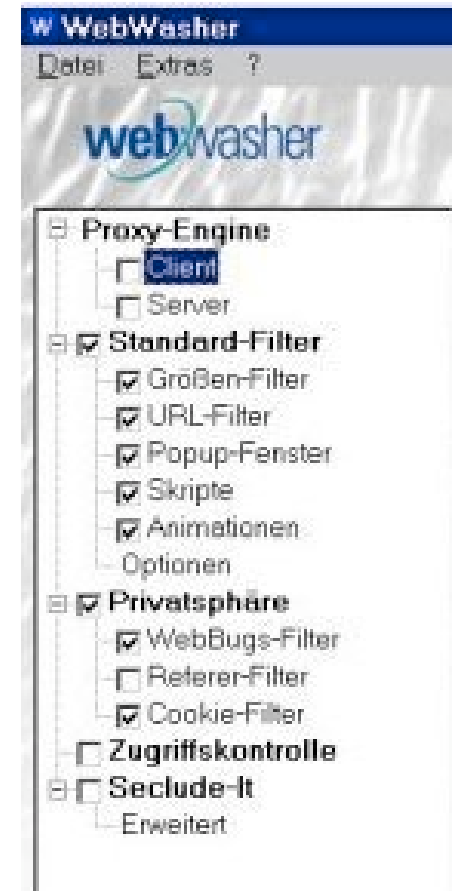 W WebWasher
Datei Extras ?
webwasher
Proxy-Engine
Client
Server
Standard-Filter
Größen-Filter
URL-Filter
Popup-Fenster
Skripte
Animationen
Optionen
Privatsphäre
WebBugs-Filter
Referer-Filter
Cookie-Filter
Zugriffskontrolle
Seclude-It
Erweitert